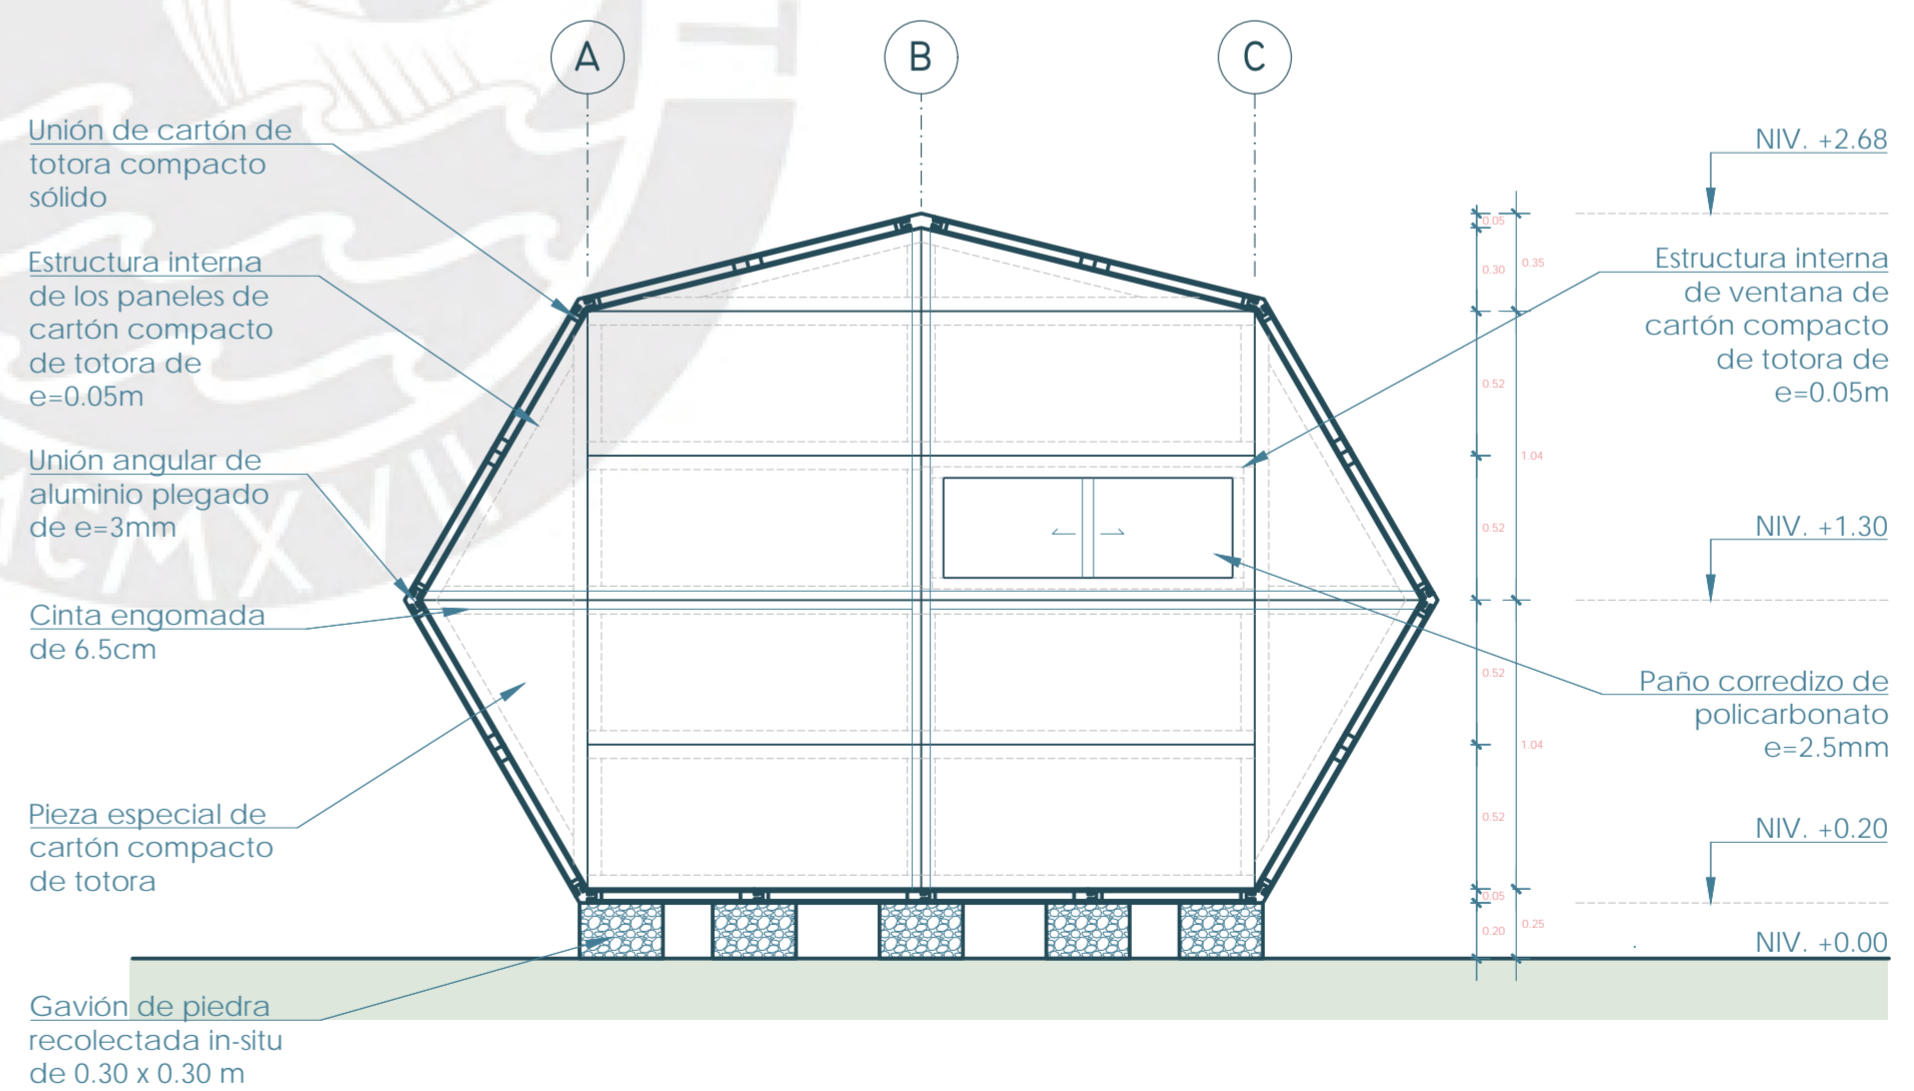 A
B
C
Unión de cartón de
totora compacto
sólido
Estructura interna
de los paneles de
cartón compacto
de totora de
e=0.05m
Unión angular de
aluminio plegado
de e=3mm
Cinta engomada
de 6.5cm
Pieza especial de
cartón compacto
de totora
Gavión de piedra
recolectada in-situ
de 0.30 x 0.30 m
0.05
0.30
0.35
0.52
1.04
0.52
0.52
1.04
0.52
0.05
0.20
0.25
NIV. +2.68
Estructura interna
de ventana de
cartón compacto
de totora de
e=0.05m
NIV. +1.30
Paño corredizo de
policarbonato
e=2.5mm
NIV. +0.20
NIV. +0.00
MCMXVII